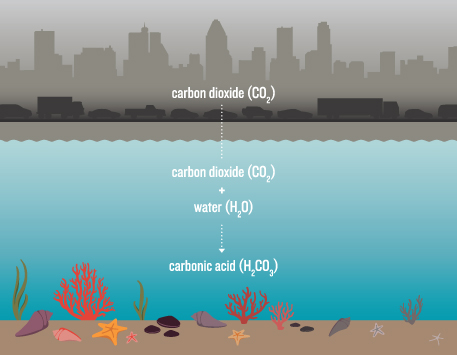 carbon dioxide (CO₂)
carbon dioxide (CO₂)
+
water (H₂O)
carbonic acid (H₂CO₃)